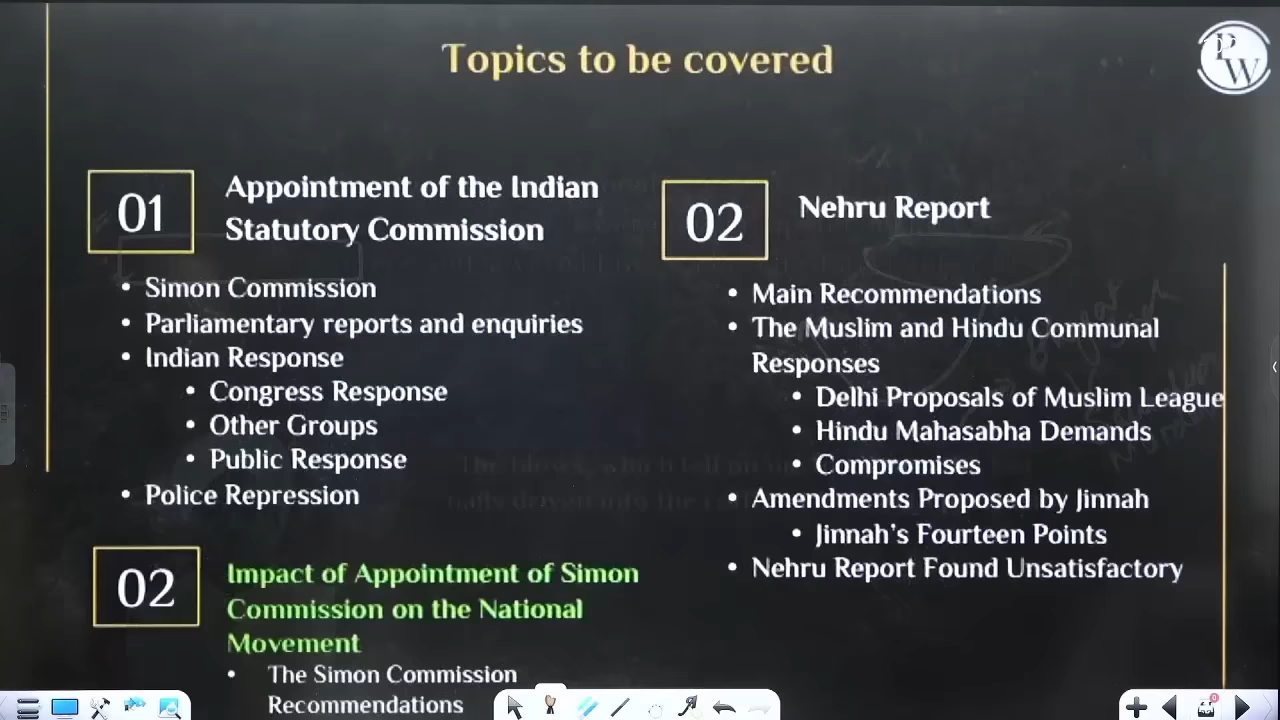 Topics to be covered
PW
01
Appointment of the Indian
Statutory Commission
• Simon Commission
• Parliamentary reports and enquiries
• Indian Response
• Congress Response
• Other Groups
• Public Response
• Police Repression
02
Impact of Appointment of Simon
Commission on the National
Movement
• The Simon Commission
Recommendations
02
Nehru Report
• Main Recommendations
• The Muslim and Hindu Communal
Responses
• Delhi Proposals of Muslim League
• Hindu Mahasabha Demands
• Compromises
• Amendments Proposed by Jinnah
• Jinnah's Fourteen Points
• Nehru Report Found Unsatisfactory